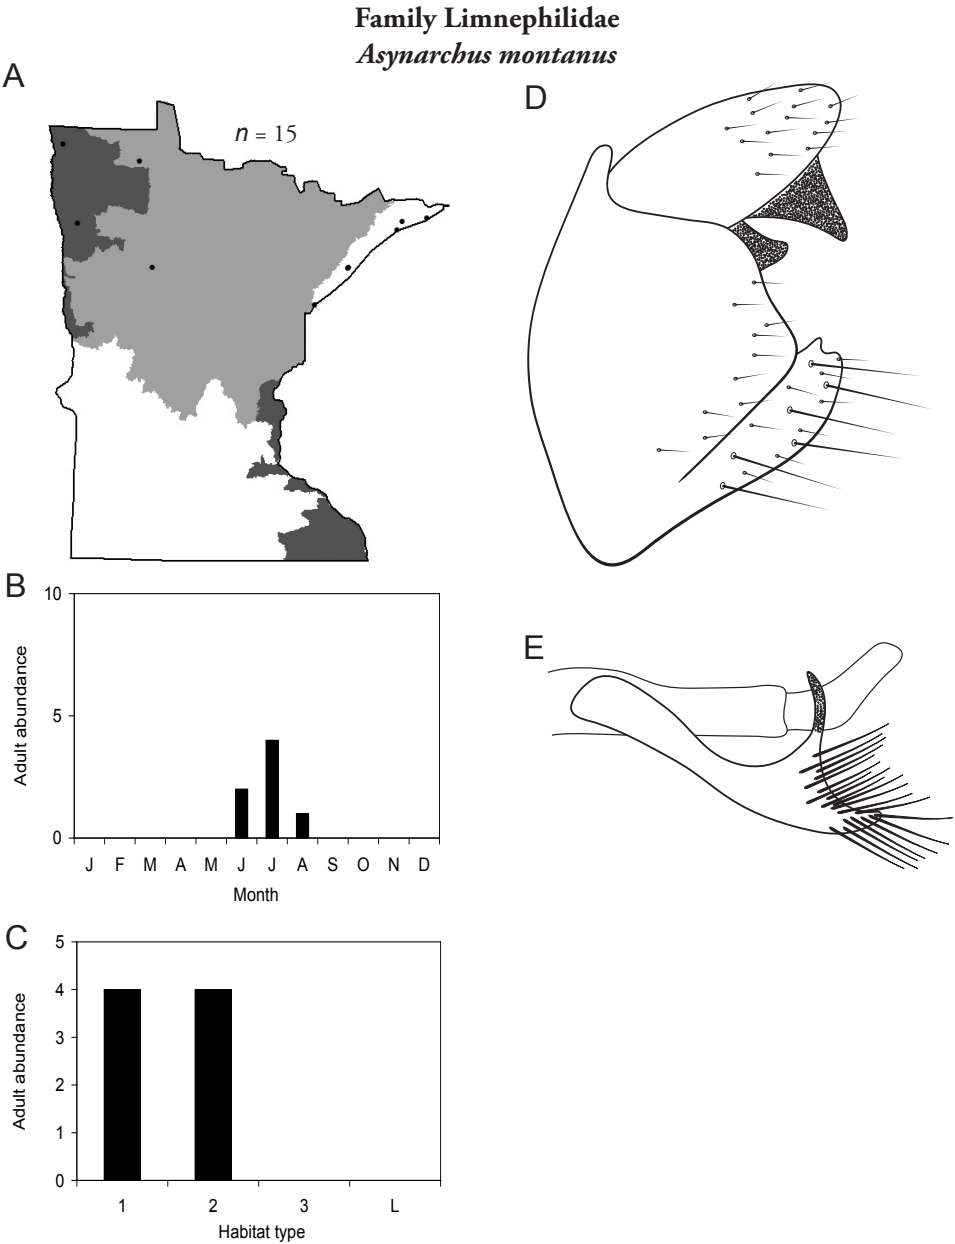 Family Limnephilidae
Asynarchus montanus
A
n = 15
B
10
5
0
Adult abundance
J F M A M J J A S O N D
Month
C
5
4
3
2
1
0
Adult abundance
1 2 3 L
Habitat type
D
E